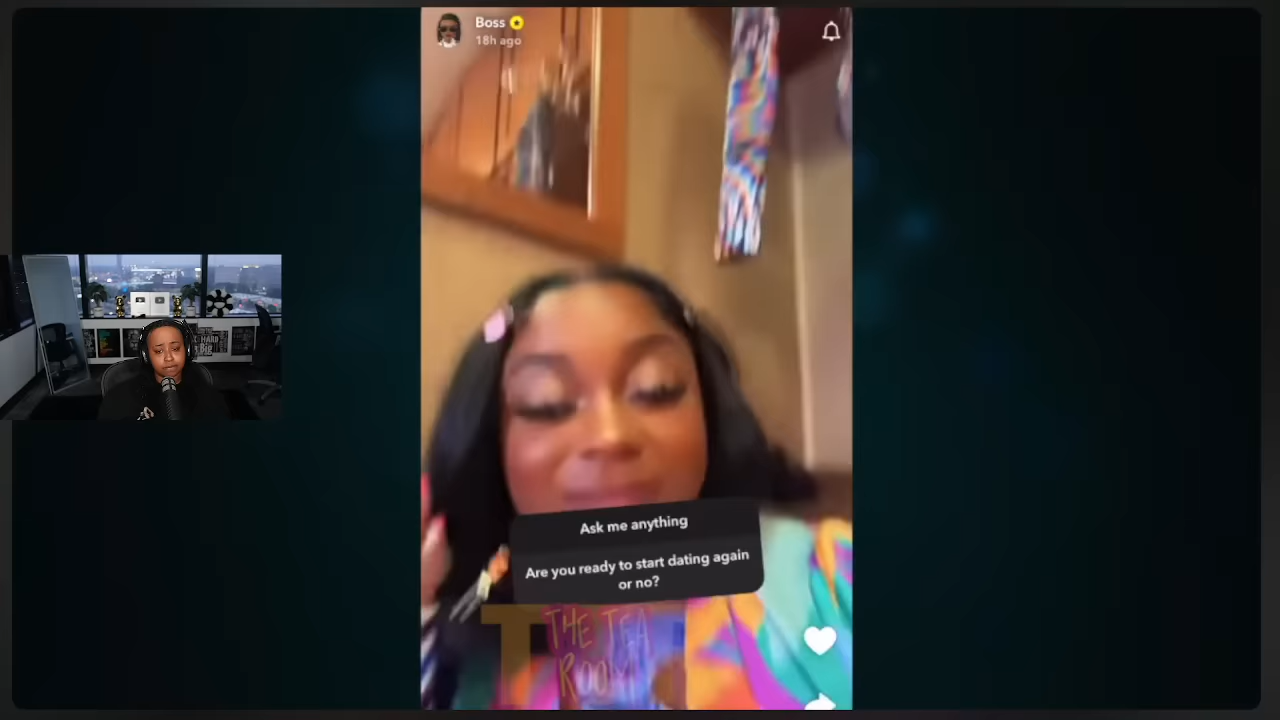 Boss
18h ago
Ask me anything
Are you ready to start dating again
or no?
THE TEA
ROOM